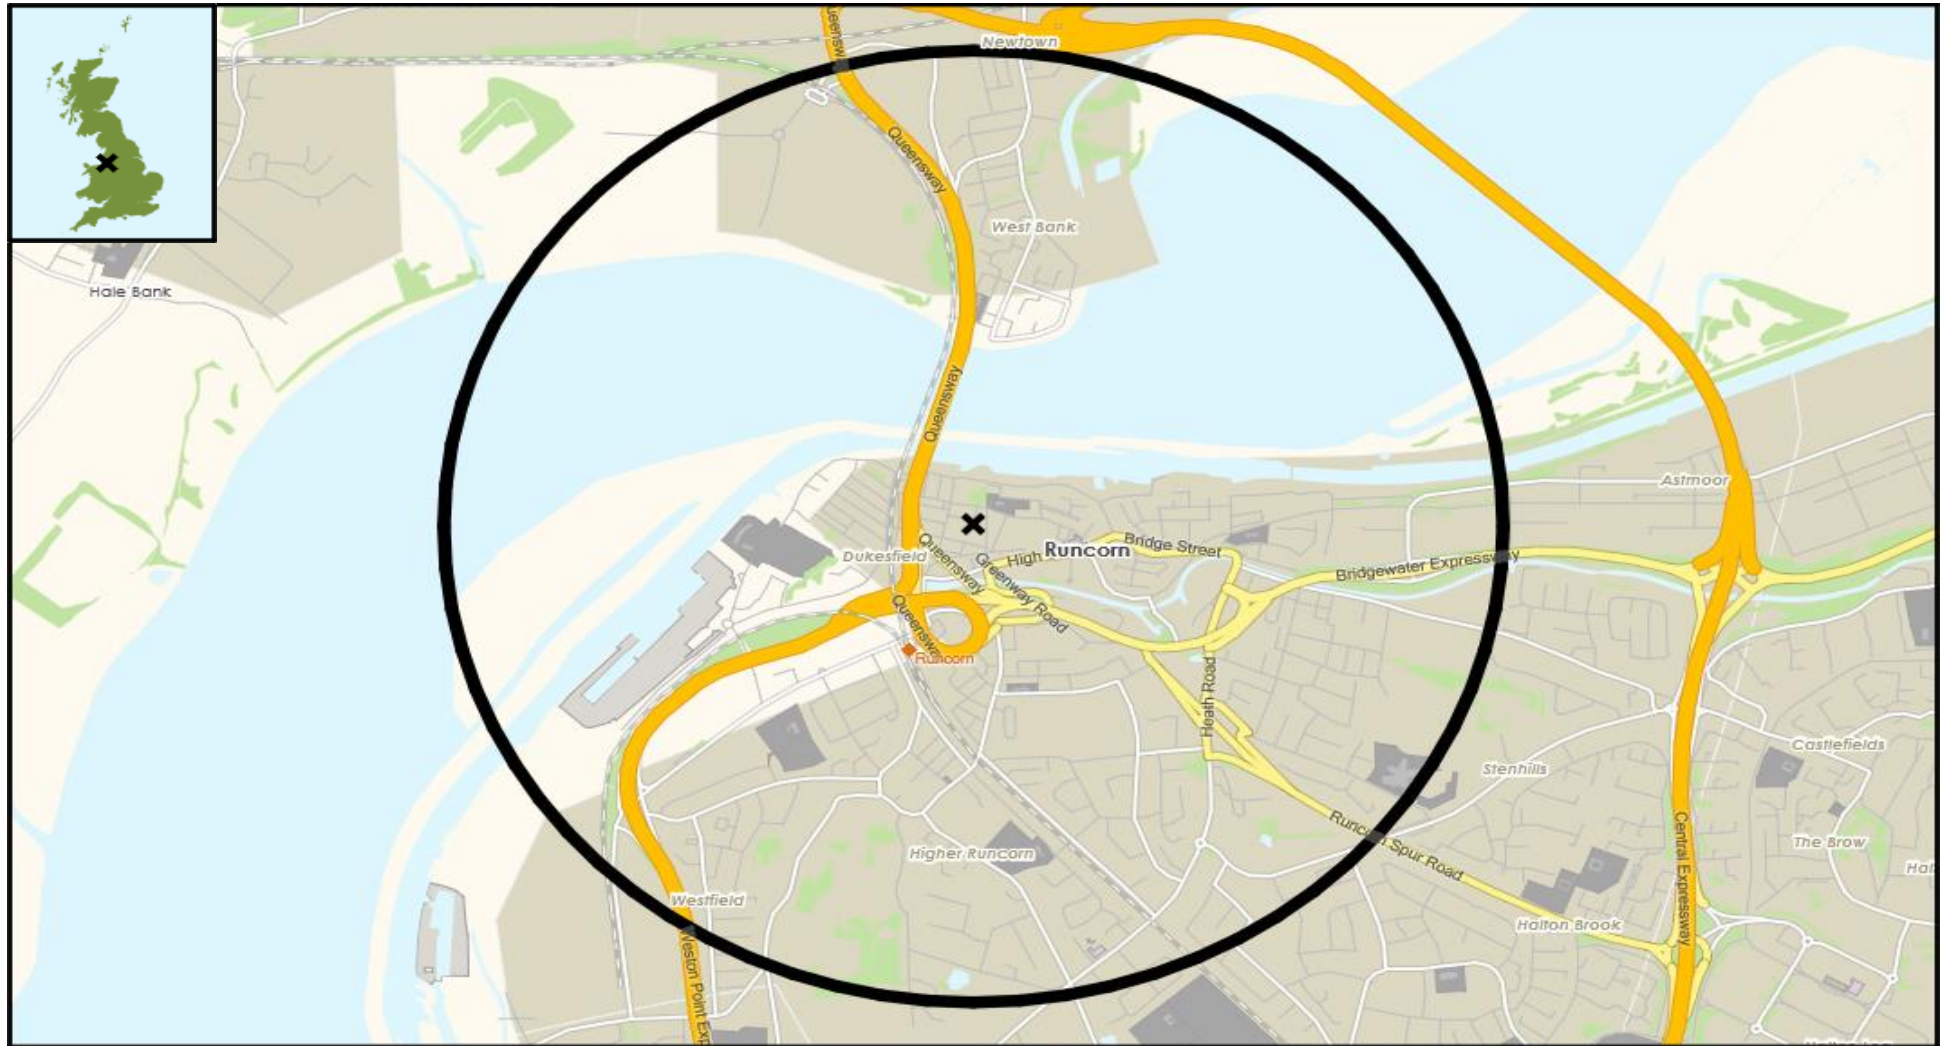 Queensway
Newtown
Queensway
West Bank
Hale Bank
Queensway
Astmoor
Dukesfield
Queensway
High
Runcorn
Bridge Street
Greenway Road
Bridgewater Expressway
Queensway
Runcorn
Heath Road
Castlefields
Stenhills
Runcorn Spur Road
Central Expressway
The Brow
Hal
Higher Runcorn
Westfield
Halton Brook
Weston Point Exp